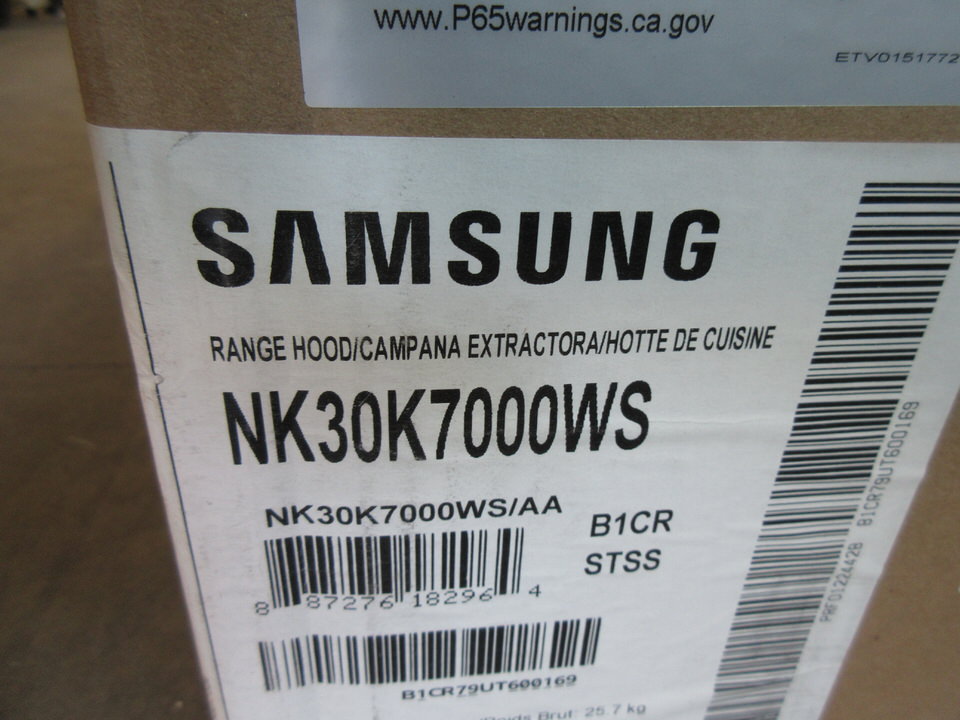 www.P65warnings.ca.gov
ETV0151772
SAMSUNG
RANGE HOOD/CAMPANA EXTRACTORA/HOTTE DE CUISINE
NK30K7000WS
NK30K7000WS/AA
B1CR
STSS
8 87276 18296 4
B1CR79UT600169
Brut: 25.7 kg
B1CR79UT600169